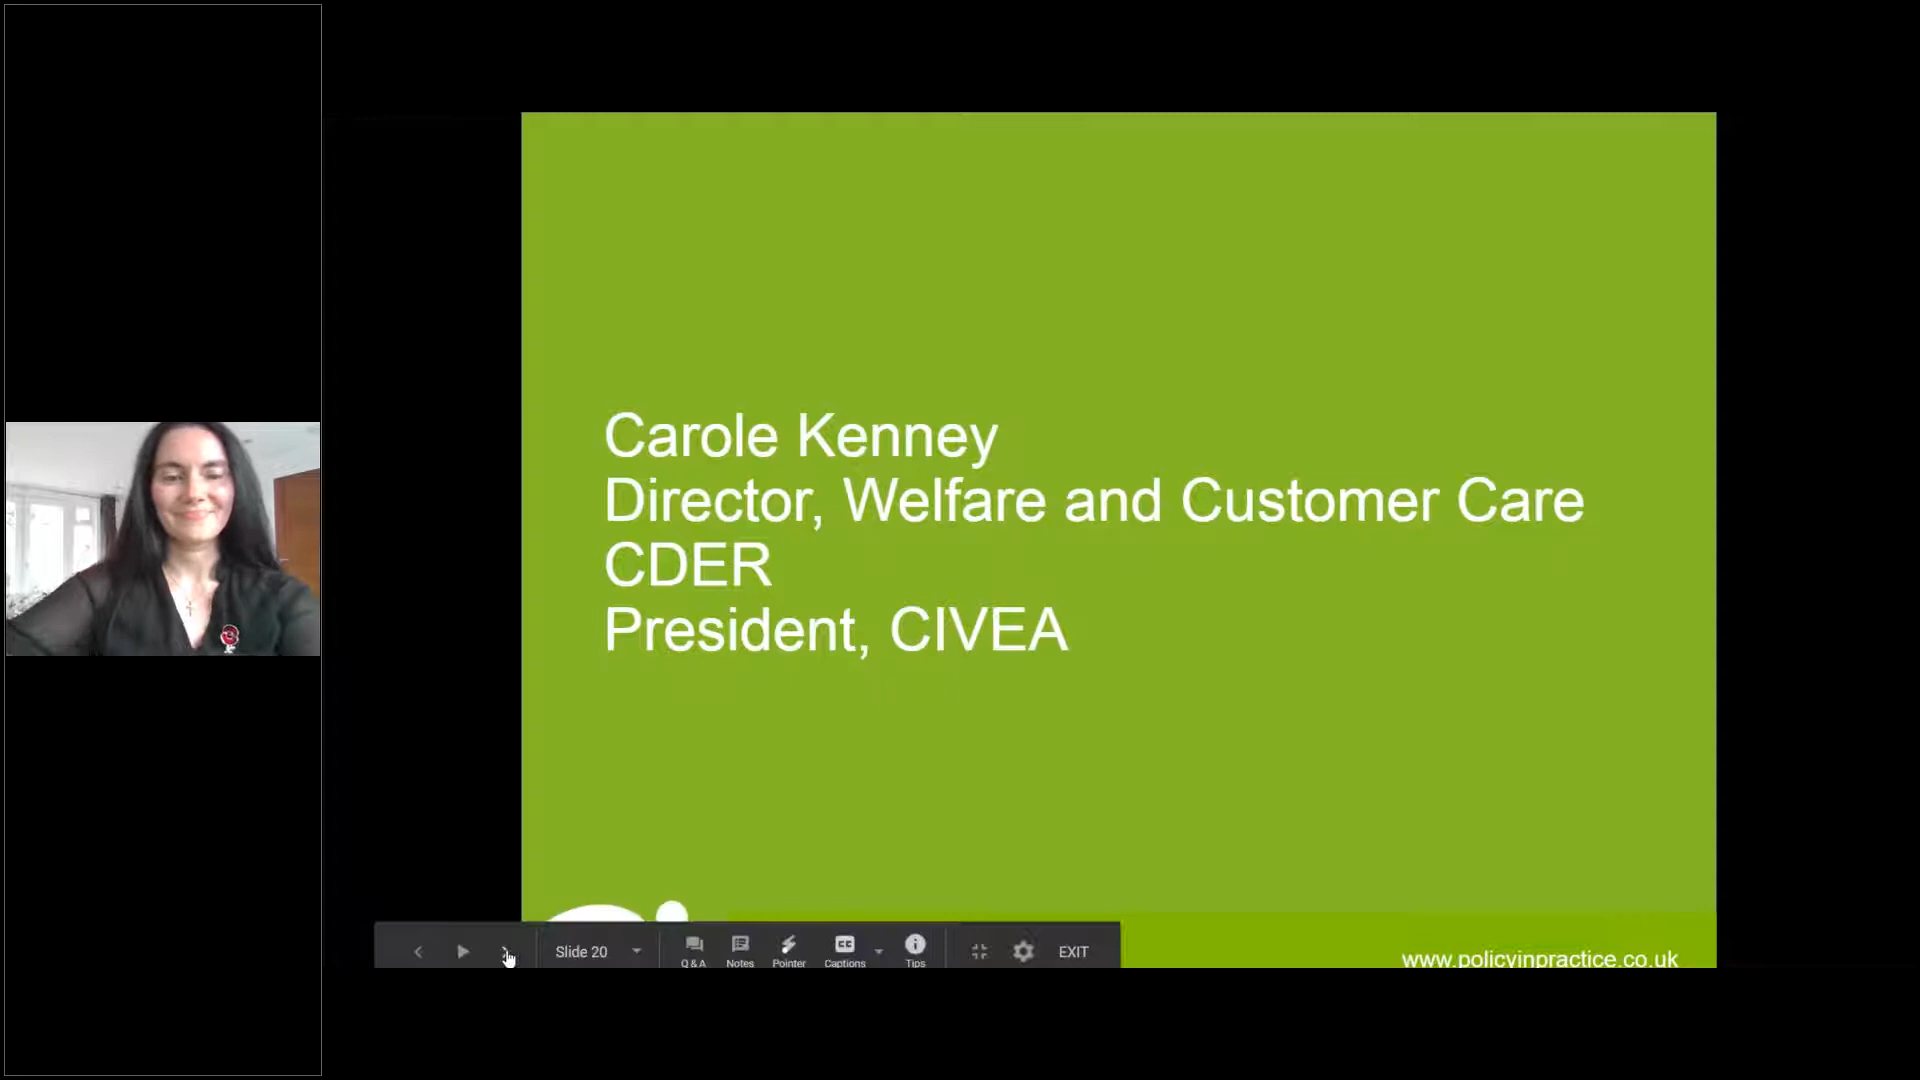 Carole Kenney
Director, Welfare and Customer Care
CDER
President, CIVEA
Slide 20
Q & A
Notes
Pointer
Captions
Tips
EXIT
www.policyinpractice.co.uk